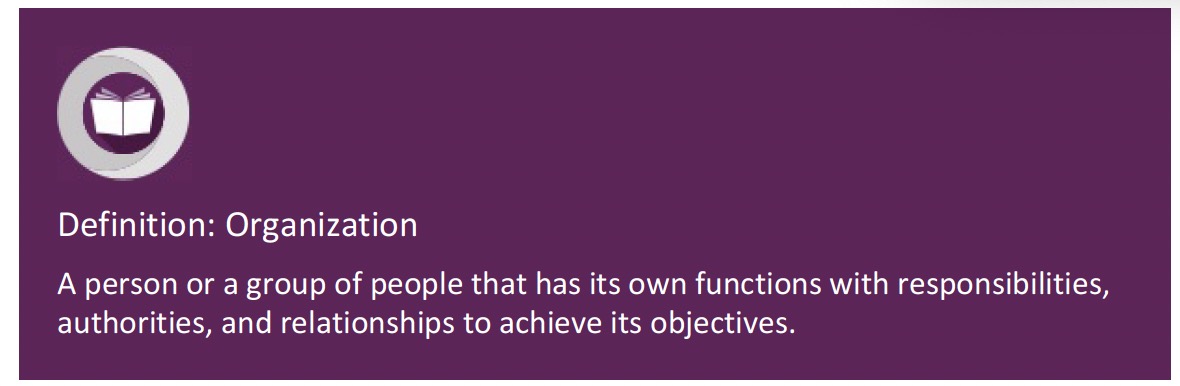 Definition: Organization
A person or a group of people that has its own functions with responsibilities,
authorities, and relationships to achieve its objectives.